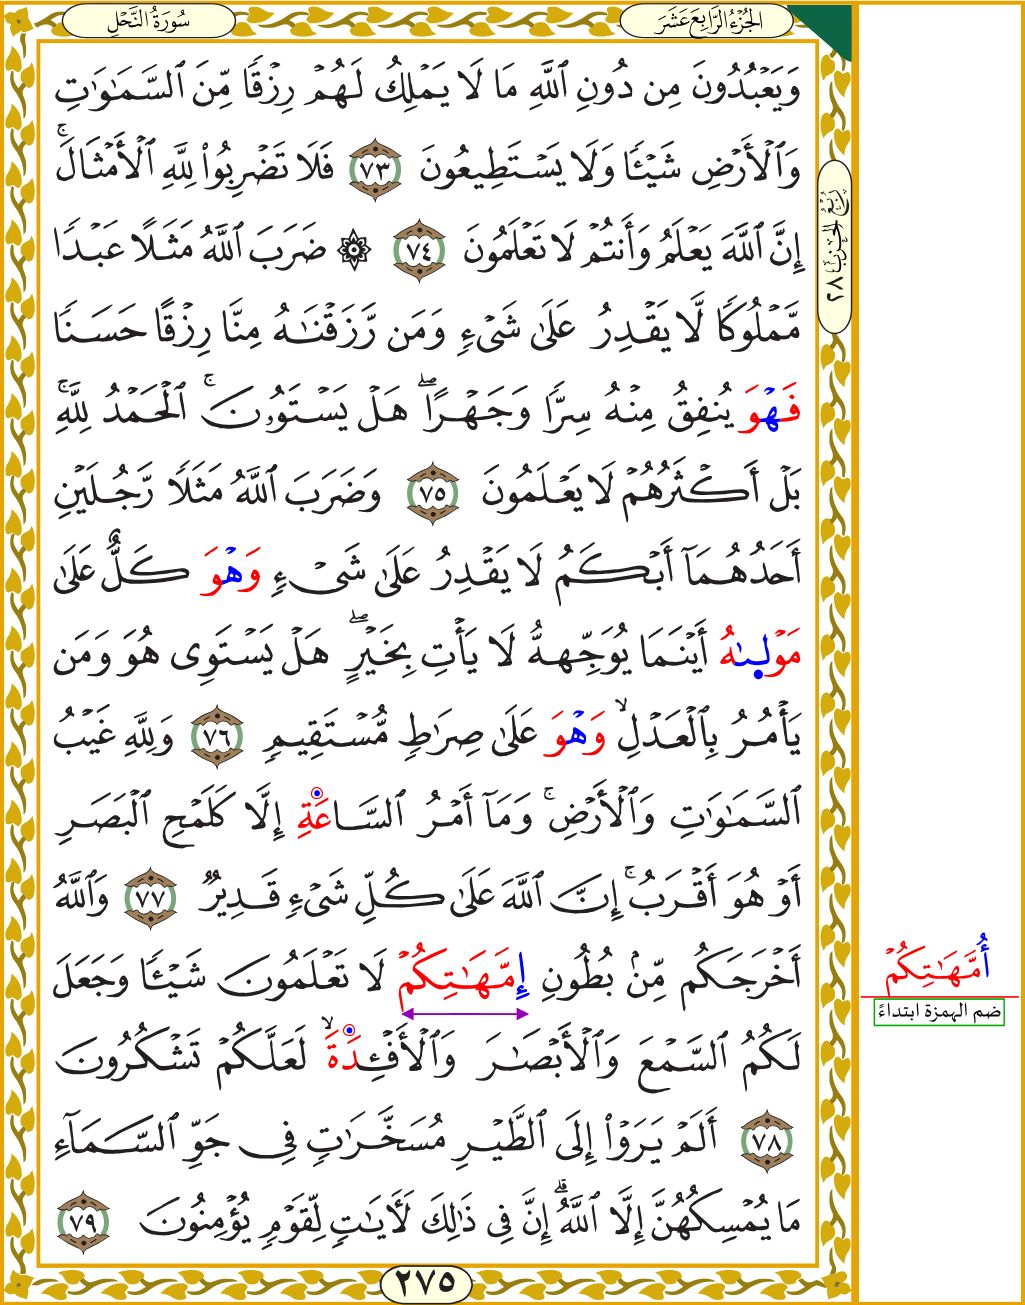 الجُزْءُ الرَّابِعَ عَشَرَ
سُورَةُ النَّحْلِ
وَيَعۡبُدُونَ مِن دُونِ ٱللَّهِ مَا لَا يَمۡلِكُ لَهُمۡ رِزۡقٗا مِّنَ ٱلسَّمَٰوَٰتِ
وَٱلۡأَرۡضِ شَيۡـٔٗا وَلَا يَسۡتَطِيعُونَ ٧٣ فَلَا تَضۡرِبُواْ لِلَّهِ ٱلۡأَمۡثَالَۚ
إِنَّ ٱللَّهَ يَعۡلَمُ وَأَنتُمۡ لَا تَعۡلَمُونَ ٧٤ ۞ ضَرَبَ ٱللَّهُ مَثَلًا عَبۡدٗا
مَّمۡلُوكٗا لَّا يَقۡدِرُ عَلَىٰ شَيۡءٖ وَمَن رَّزَقۡنَٰهُ مِنَّا رِزۡقًا حَسَنٗا
فَهۡوَ يُنفِقُ مِنۡهُ سِرّٗا وَجَهۡرًاۖ هَلۡ يَسۡتَوُۥنَۚ ٱلۡحَمۡدُ لِلَّهِۚ
بَلۡ أَكۡثَرُهُمۡ لَا يَعۡلَمُونَ ٧٥ وَضَرَبَ ٱللَّهُ مَثَلٗا رَّجُلَيۡنِ
أَحَدُهُمَآ أَبۡكَمُ لَا يَقۡدِرُ عَلَىٰ شَيۡءٖ وَهۡوَ كَلٌّ عَلَىٰ
مَوۡلىٰهُ أَيۡنَمَا يُوَجِّههُّ لَا يَأۡتِ بِخَيۡرٍۖ هَلۡ يَسۡتَوِي هُوَ وَمَن
يَأۡمُرُ بِٱلۡعَدۡلِۙ وَهۡوَ عَلَىٰ صِرَٰطٖ مُّسۡتَقِيمٖ ٧٦ وَلِلَّهِ غَيۡبُ
ٱلسَّمَٰوَٰتِ وَٱلۡأَرۡضِۚ وَمَآ أَمۡرُ ٱلسَّاعَةِ إِلَّا كَلَمۡحِ ٱلۡبَصَرِ
أَوۡ هُوَ أَقۡرَبُۚ إِنَّ ٱللَّهَ عَلَىٰ كُلِّ شَيۡءٖ قَدِيرٞ ٧٧ وَٱللَّهُ
أَخۡرَجَكُم مِّنۢ بُطُونِ إِمَّهَٰتِكُمۡ لَا تَعۡلَمُونَ شَيۡـٔٗا وَجَعَلَ
لَكُمُ ٱلسَّمۡعَ وَٱلۡأَبۡصَٰرَ وَٱلۡأَفۡـِٔدَةَۙ لَعَلَّكُمۡ تَشۡكُرُونَ
٧٨ أَلَمۡ يَرَوۡاْ إِلَى ٱلطَّيۡرِ مُسَخَّرَٰتٖ فِي جَوِّ ٱلسَّمَآءِ
مَا يُمۡسِكُهُنَّ إِلَّا ٱللَّهُۚ إِنَّ فِي ذَٰلِكَ لَأٓيَٰتٖ لِّقَوۡمٖ يُؤۡمِنُونَ ٧٩
٢٧٥
رُبْعُ الحِزْبِ ٢٨
أُمَّهَٰتِكُمۡ
ضم الهمزة ابتداءً